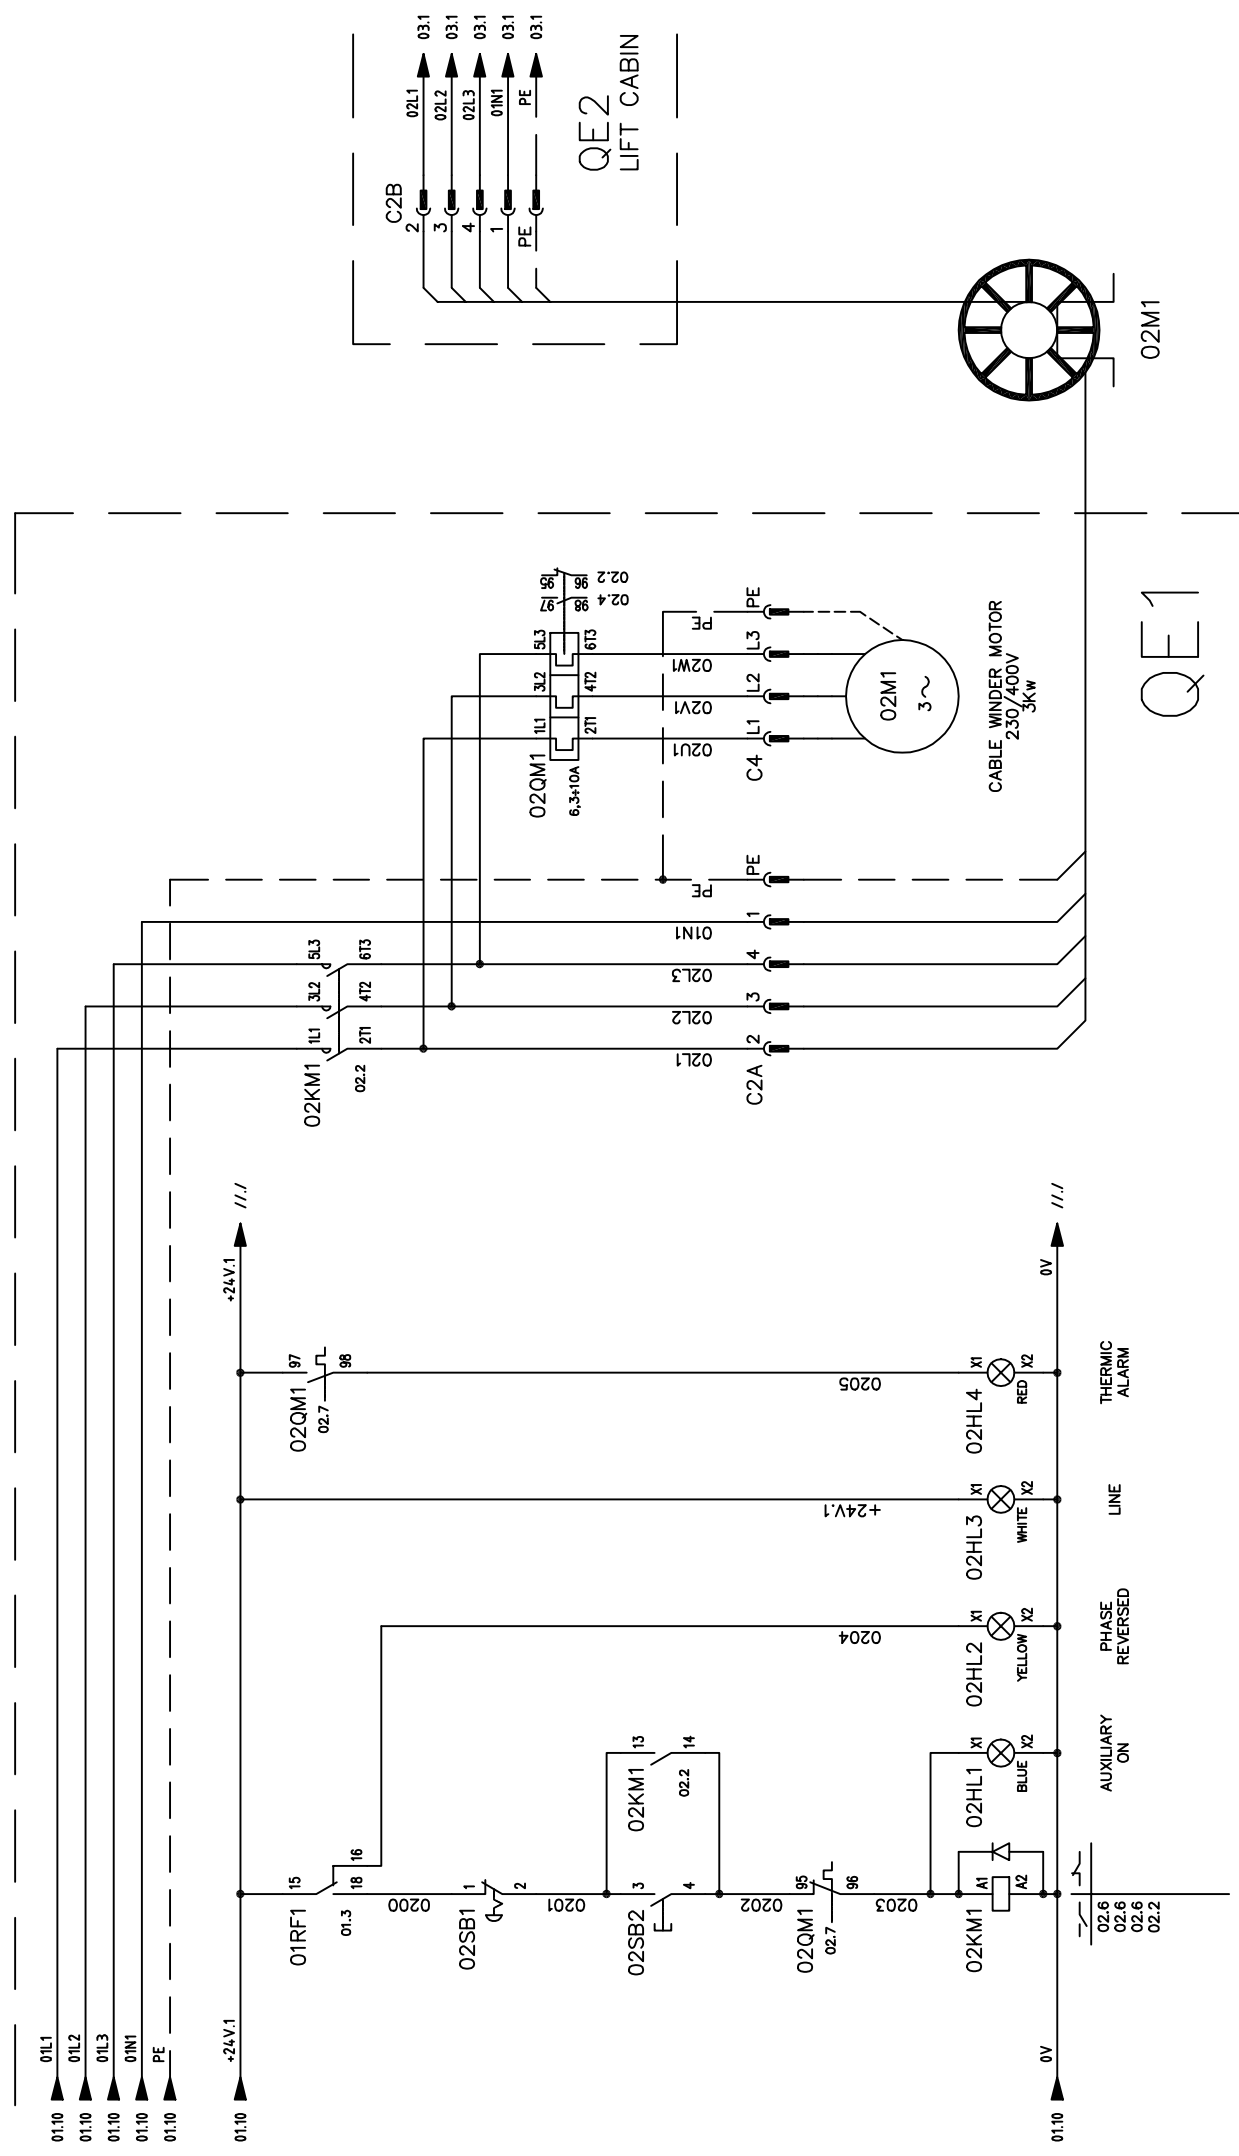 01.10
01L1
01.10
01L2
01.10
01L3
01.10
01N1
01.10
PE
01.10
+24V.1
+24V.1
//./
01RF1
01.3
15
18
16
0200
02SB1
1
2
0201
02SB2
3
4
02KM1
02.2
13
14
0202
02QM1
02.7
95
96
0203
02KM1
A1
A2
02HL1
X1
X2
BLUE
0204
02HL2
X1
X2
YELLOW
+24V.1
02HL3
X1
X2
WHITE
02QM1
02.7
97
98
0205
02HL4
X1
X2
RED
01.10
0V
0V
//./
02.6
02.6
02.6
02.2
AUXILIARY
ON
PHASE
REVERSED
LINE
THERMIC
ALARM
02KM1
02.2
1L1
3L2
5L3
2T1
4T2
6T3
02L1
02L2
02L3
01N1
PE
C2A
2
3
4
1
PE
02QM1
6,3÷10A
1L1
3L2
5L3
2T1
4T2
6T3
97
98
95
96
02.4
02.2
02U1
02V1
02W1
PE
C4
L1
L2
L3
PE
02M1
3~
CABLE WINDER MOTOR
230/400V
3Kw
QE1
02M1
C2B
2
02L1
03.1
3
02L2
03.1
4
02L3
03.1
1
01N1
03.1
PE
PE
03.1
QE2
LIFT CABIN